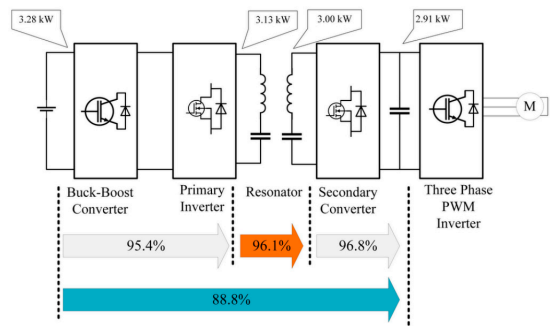 3.28 kW
3.13 kW
3.00 kW
2.91 kW
M
Buck-Boost
Converter
Primary
Inverter
Resonator
Secondary
Converter
Three Phase
PWM
Inverter
95.4%
96.1%
96.8%
88.8%